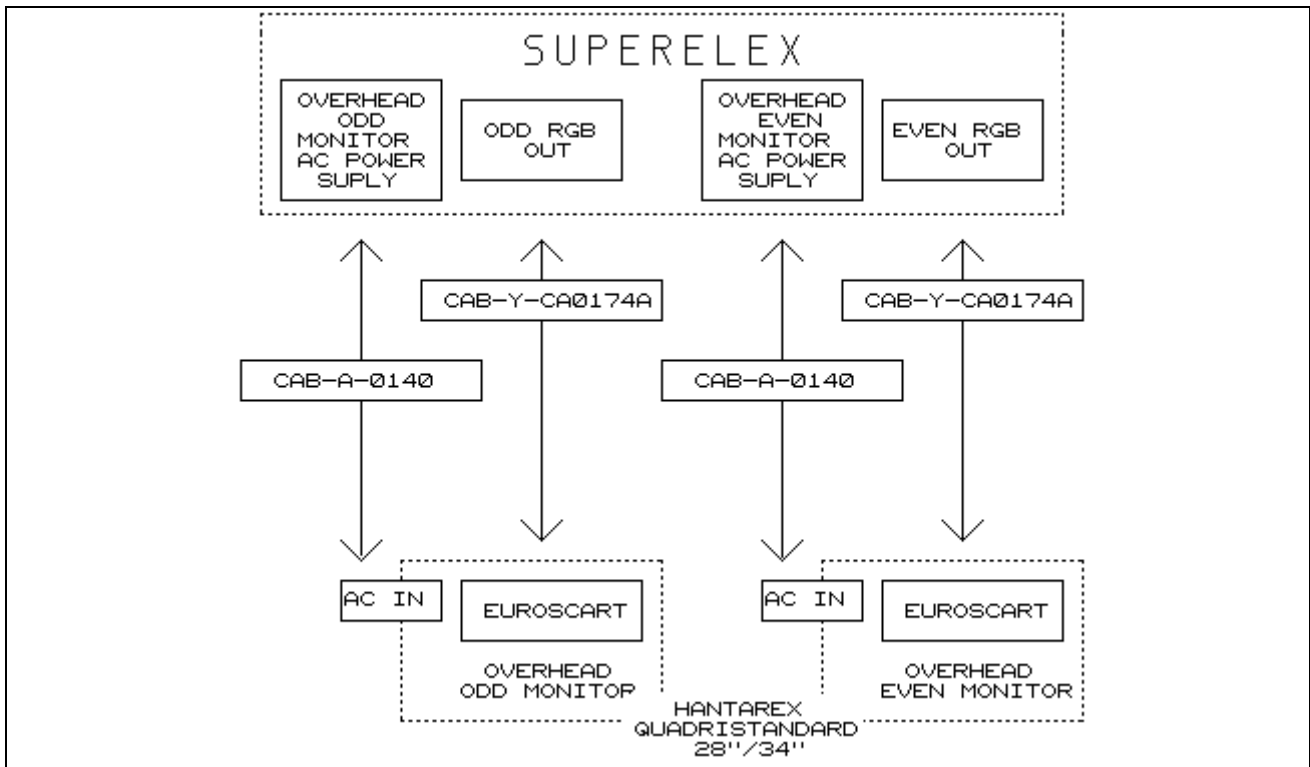 SUPERELEX
OVERHEAD
ODD
MONITOR
AC POWER
SUPLY
ODD RGB
OUT
OVERHEAD
EVEN
MONITOR
AC POWER
SUPLY
EVEN RGB
OUT
CAB-Y-CA0174A
CAB-Y-CA0174A
CAB-A-0140
CAB-A-0140
AC IN
EUROSCART
OVERHEAD
ODD MONITOR
AC IN
EUROSCART
OVERHEAD
EVEN MONITOR
HANTAREX
QUADRISTANDARD
28"/34"